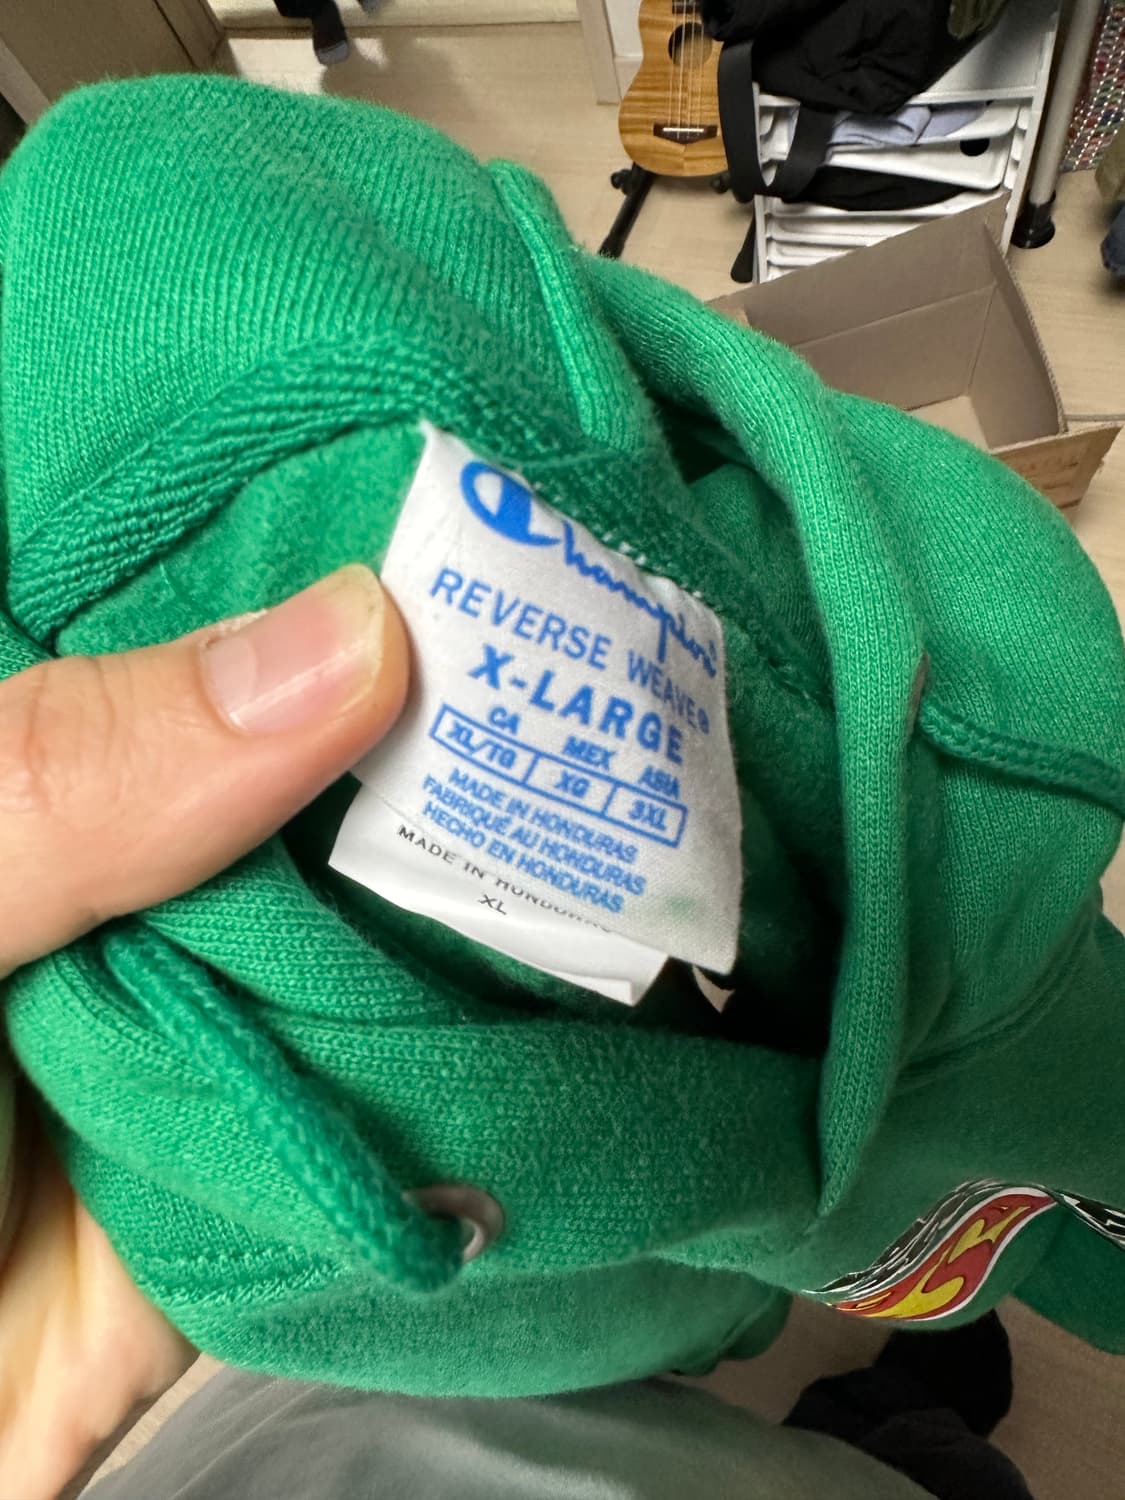 Champion
REVERSE WEAVE®
X-LARGE
CA MEX ASIA
XL/TG XG 3XL
MADE IN HONDURAS
FABRIQUÉ AU HONDURAS
HECHO EN HONDURAS
MADE IN HONDURAS
XL